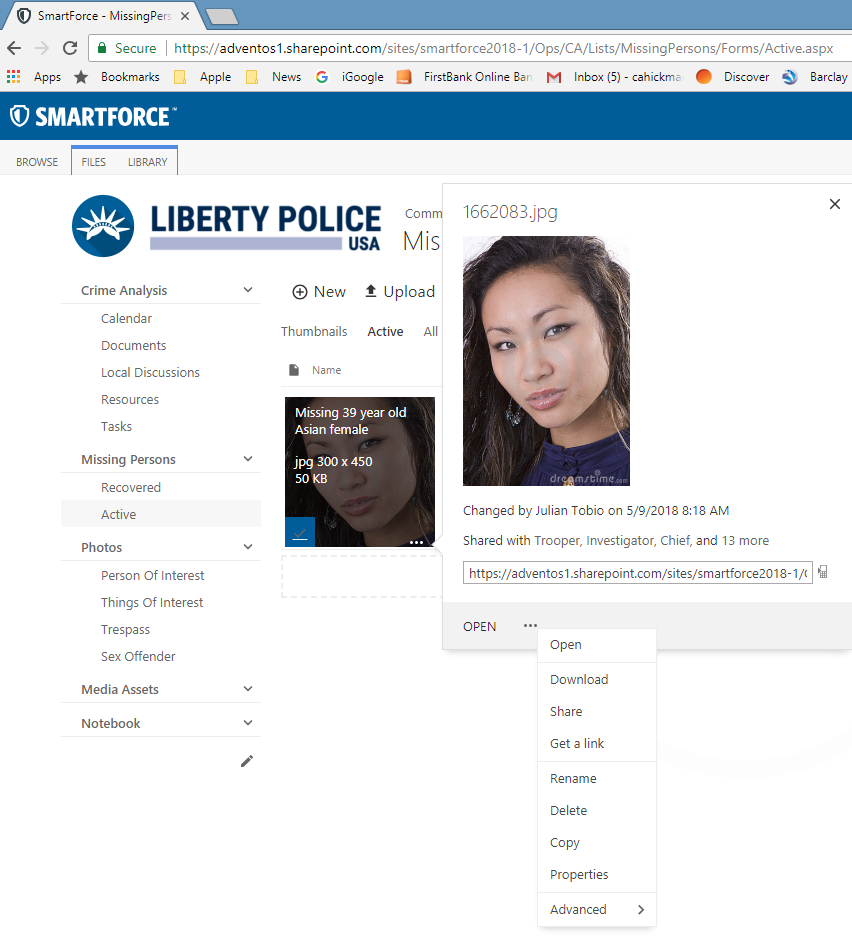 SmartForce - MissingPers
Secure
https://adventos1.sharepoint.com/sites/smartforce2018-1/Ops/CA/Lists/MissingPersons/Forms/Active.aspx
Apps Bookmarks Apple News iGoogle FirstBank Online Ban Inbox (5) - cahickma Discover Barclay
SMARTFORCE™
BROWSE FILES LIBRARY
LIBERTY POLICE
USA
Comm
Mis
Crime Analysis
Calendar
Documents
Local Discussions
Resources
Tasks
Missing Persons
Recovered
Active
Photos
Person Of Interest
Things Of Interest
Trespass
Sex Offender
Media Assets
Notebook
New Upload
Thumbnails Active All
Name
Missing 39 year old
Asian female
jpg 300 x 450
50 KB
1662083.jpg
dreamstime.com
Changed by Julian Tobio on 5/9/2018 8:18 AM
Shared with Trooper, Investigator, Chief, and 13 more
https://adventos1.sharepoint.com/sites/smartforce2018-1/
OPEN
Open
Download
Share
Get a link
Rename
Delete
Copy
Properties
Advanced